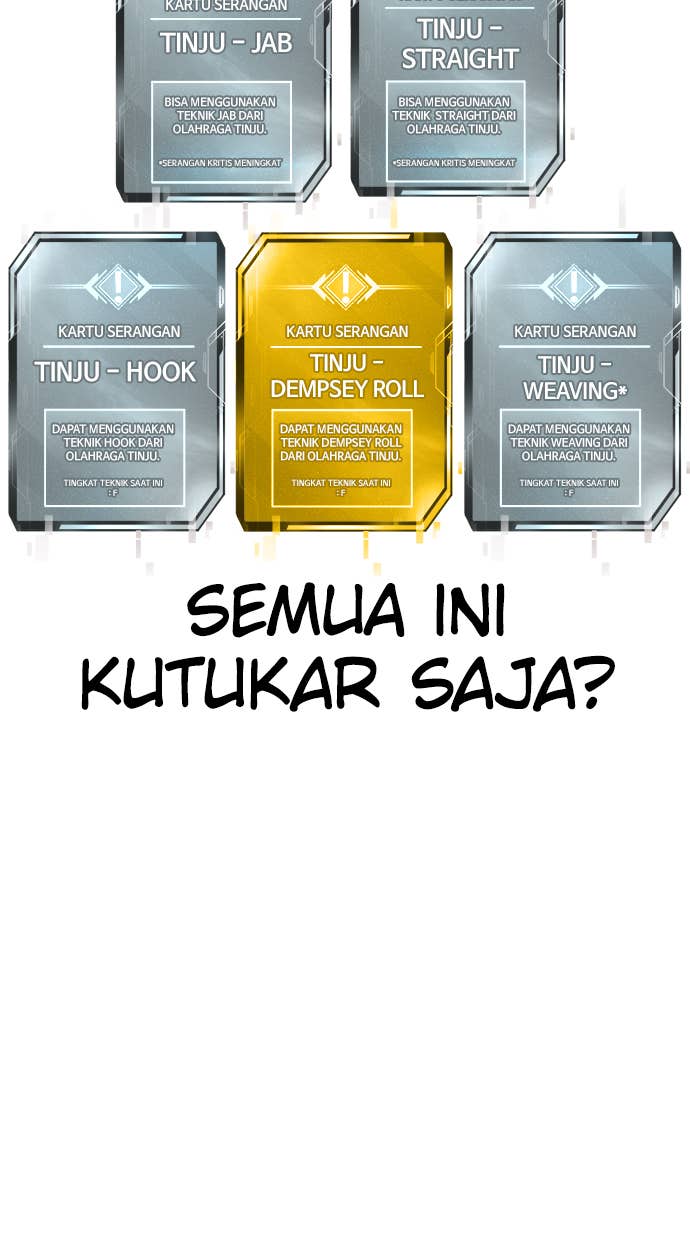 KARTU SERANGAN
TINJU - JAB
BISA MENGGUNAKAN
TEKNIK JAB DARI
OLAHRAGA TINJU.
*SERANGAN KRITIS MENINGKAT
KARTU SERANGAN
TINJU -
STRAIGHT
BISA MENGGUNAKAN
TEKNIK STRAIGHT DARI
OLAHRAGA TINJU.
*SERANGAN KRITIS MENINGKAT
KARTU SERANGAN
TINJU - HOOK
DAPAT MENGGUNAKAN
TEKNIK HOOK DARI
OLAHRAGA TINJU.
TINGKAT TEKNIK SAAT INI
: F
KARTU SERANGAN
TINJU -
DEMPSEY ROLL
DAPAT MENGGUNAKAN
TEKNIK DEMPSEY ROLL
DARI OLAHRAGA TINJU.
TINGKAT TEKNIK SAAT INI
: F
KARTU SERANGAN
TINJU -
WEAVING*
DAPAT MENGGUNAKAN
TEKNIK WEAVING DARI
OLAHRAGA TINJU.
TINGKAT TEKNIK SAAT INI
: F
SEMUA INI
KUTUKAR SAJA?